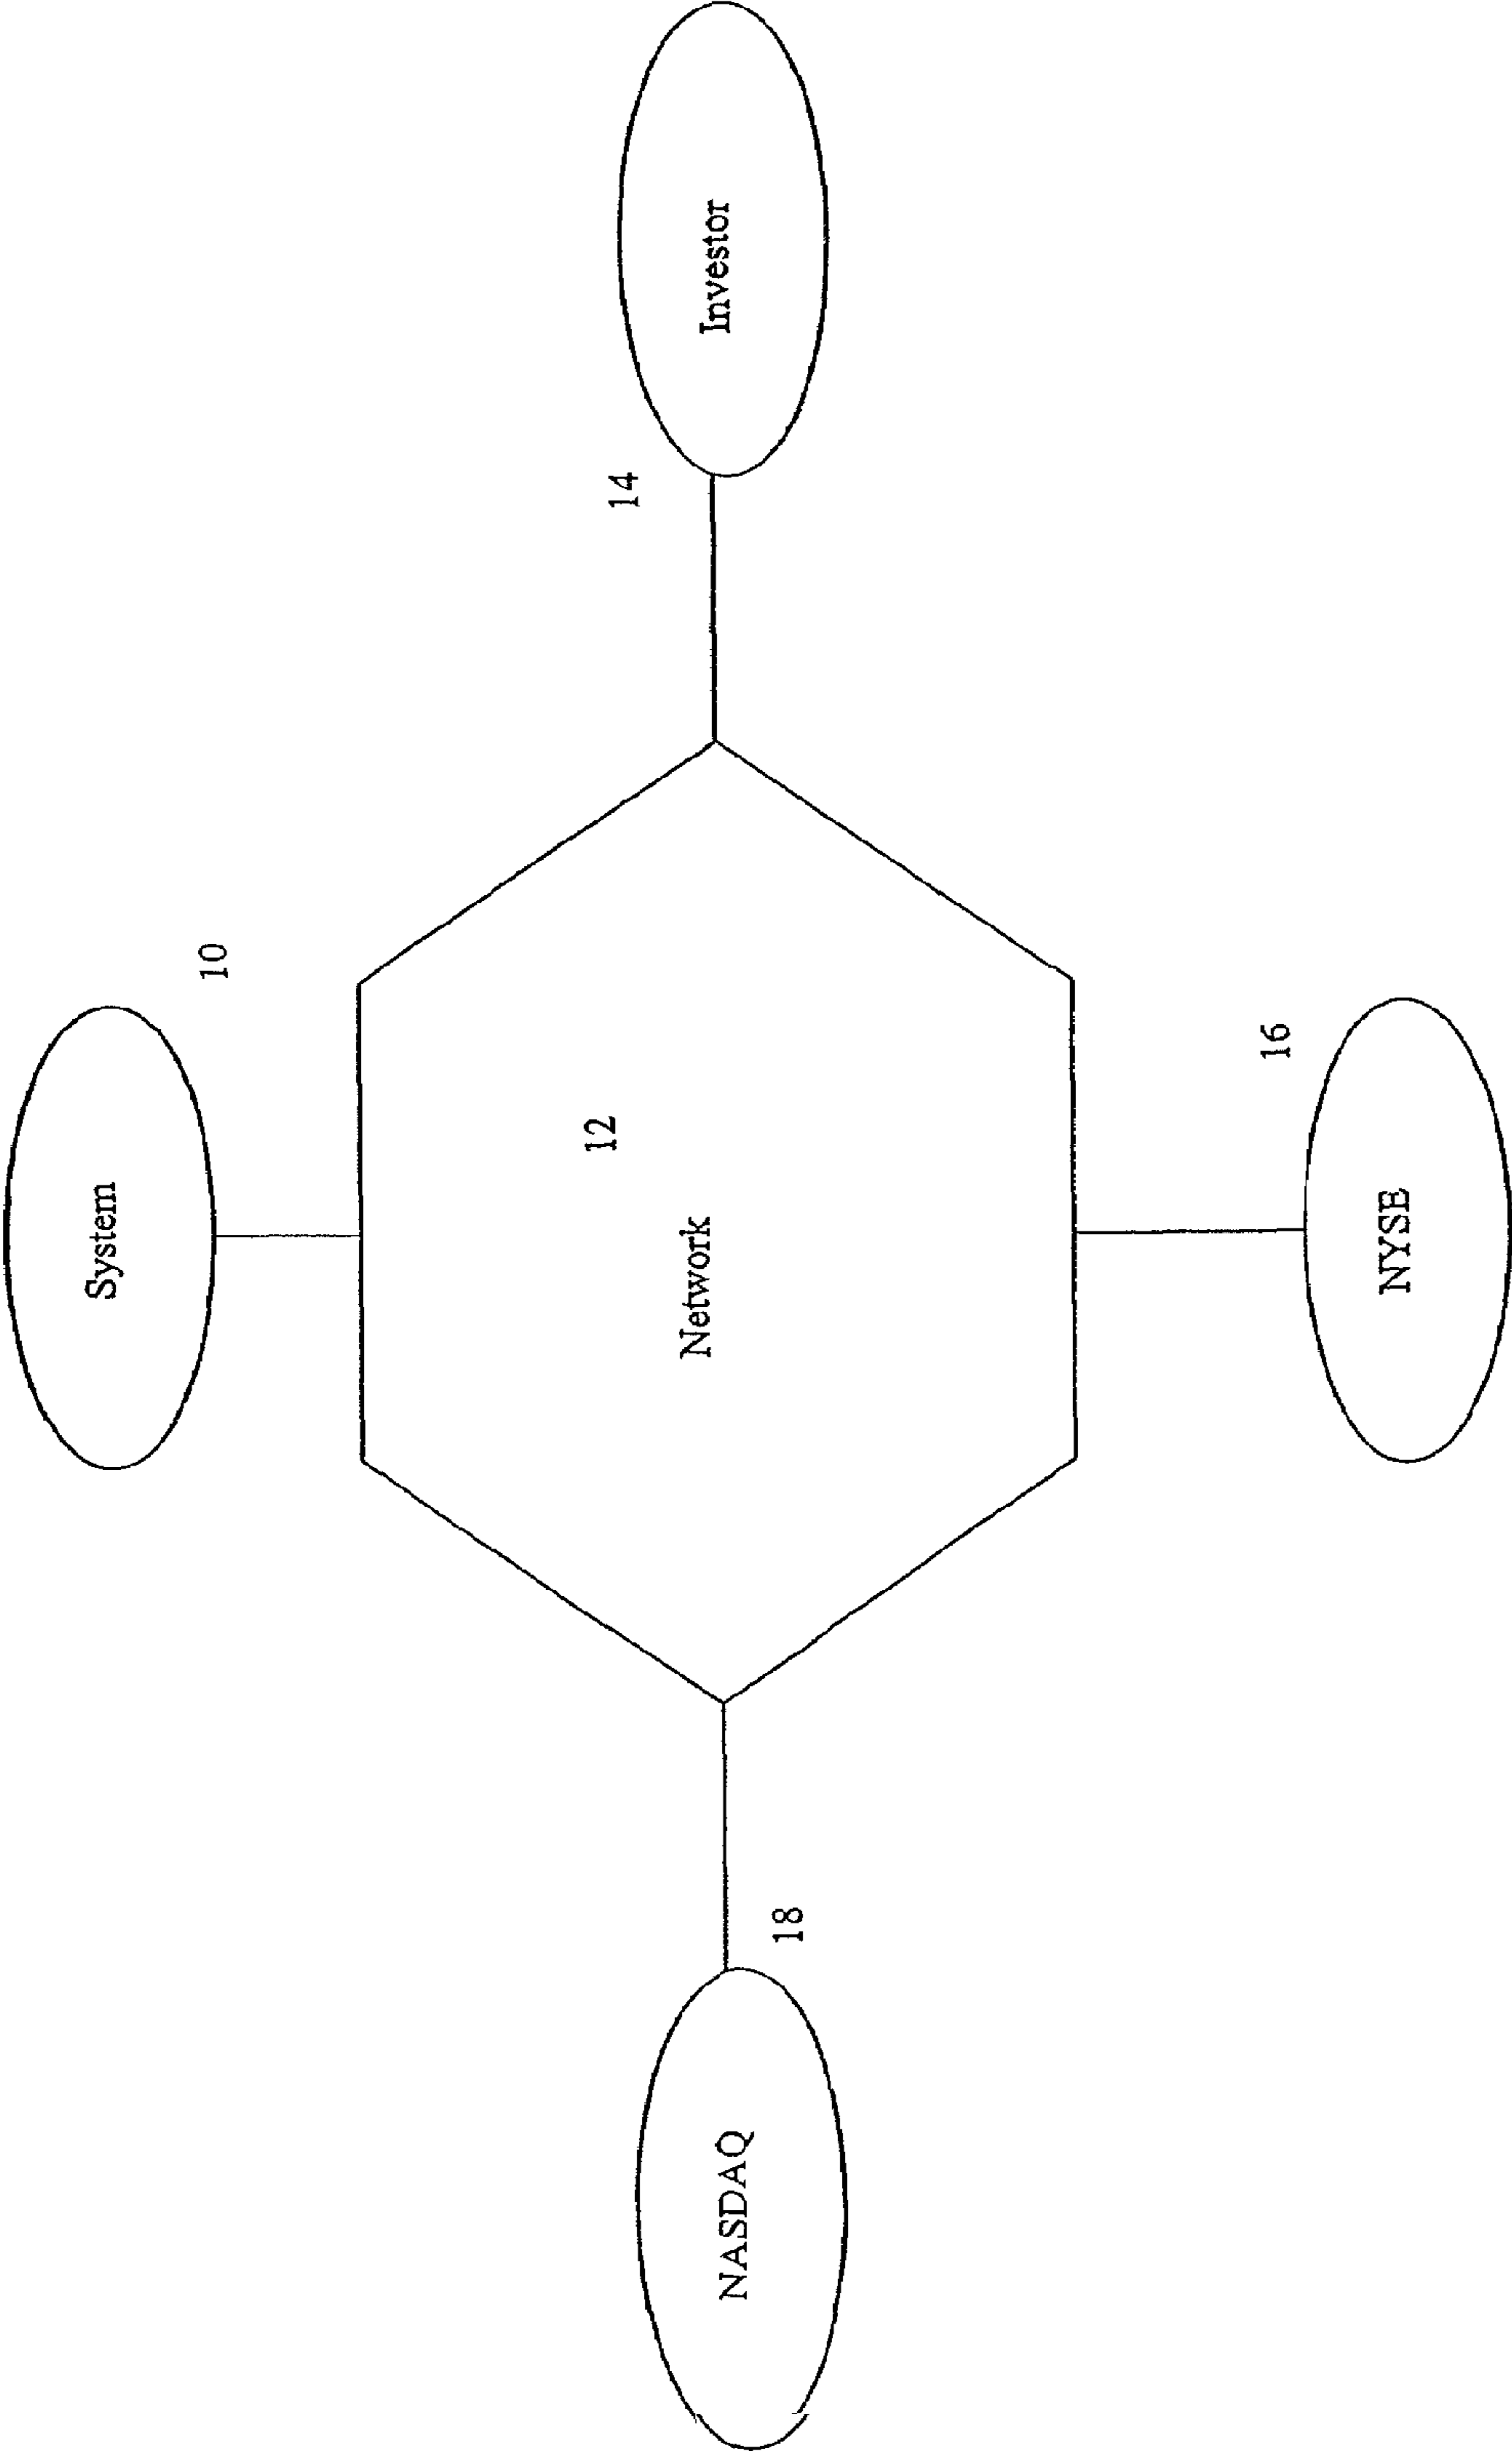 System
10
NASDAQ
18
12
Network
14
Investor
16
NYSE